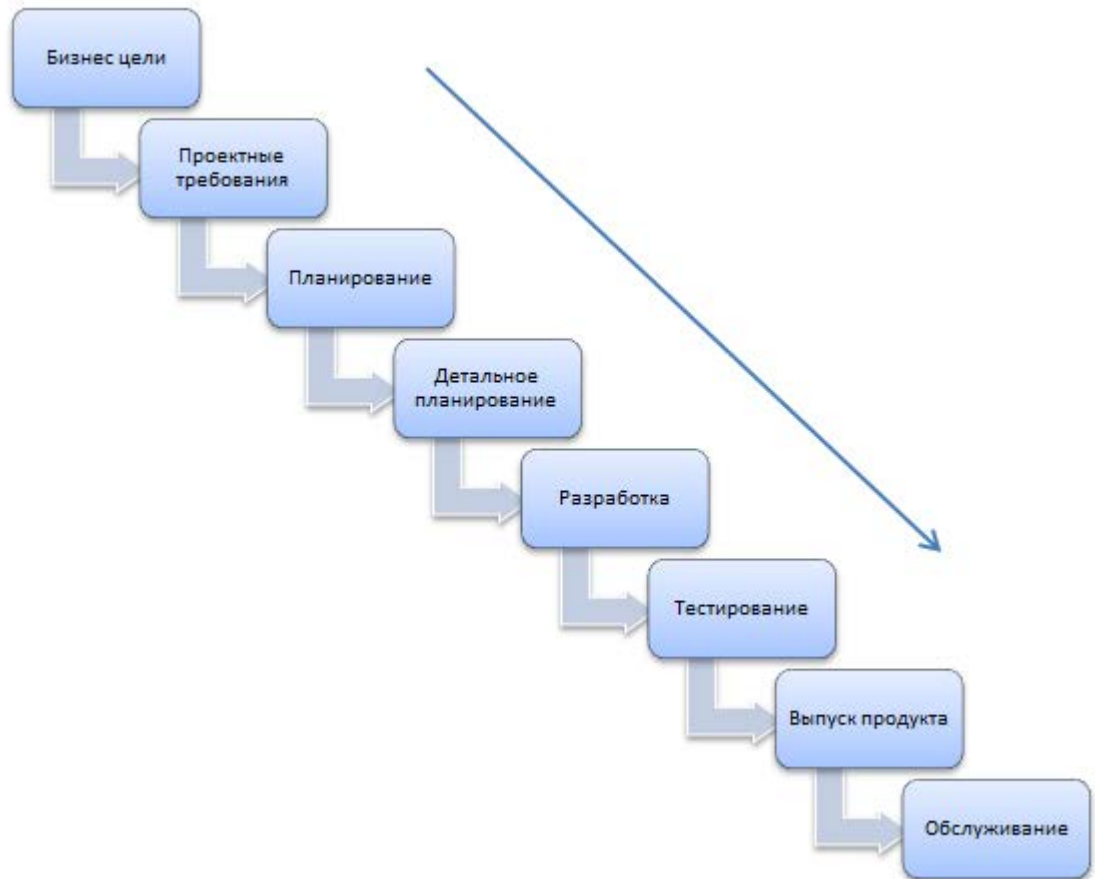 Бизнес цели
Проектные
требования
Планирование
Детальное
планирование
Разработка
Тестирование
Выпуск продукта
Обслуживание